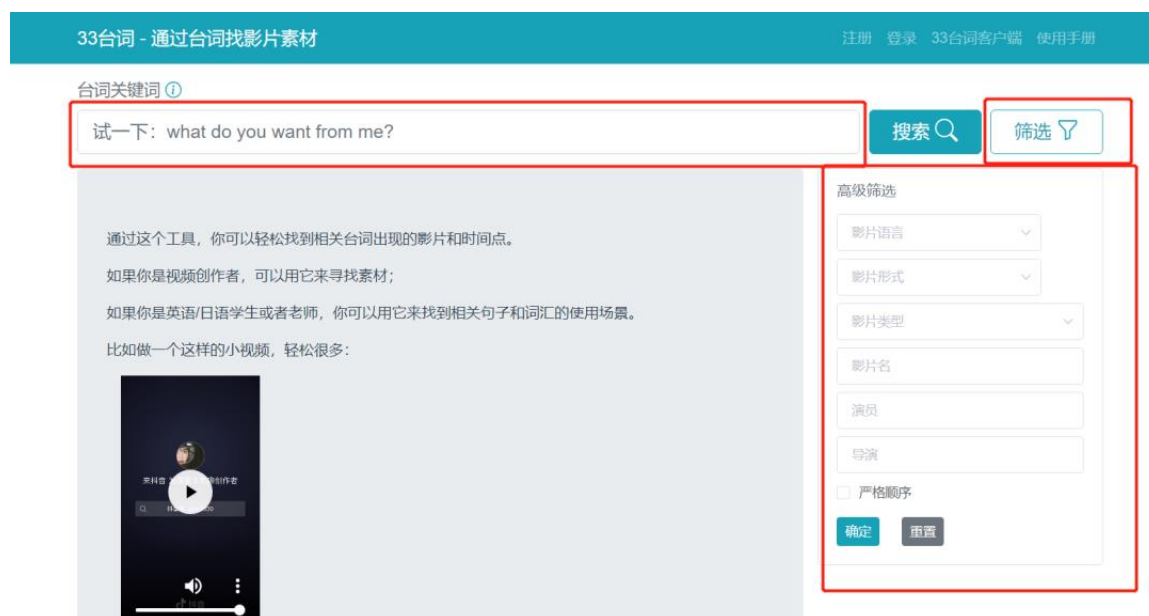 33台词 - 通过台词找影片素材
注册 登录 33台词客户端 使用手册
台词关键词
试一下：what do you want from me?
搜索
筛选
高级筛选
影片语言
影片形式
影片类型
影片名
演员
导演
严格顺序
确定 重置
通过这个工具，你可以轻松找到相关台词出现的影片和时间点。
如果你是视频创作者，可以用它来寻找素材；
如果你是英语/日语学生或者老师，你可以用它来找到相关句子和词汇的使用场景。
比如做一个这样的小视频，轻松很多：
来抖音
创作者
抖音